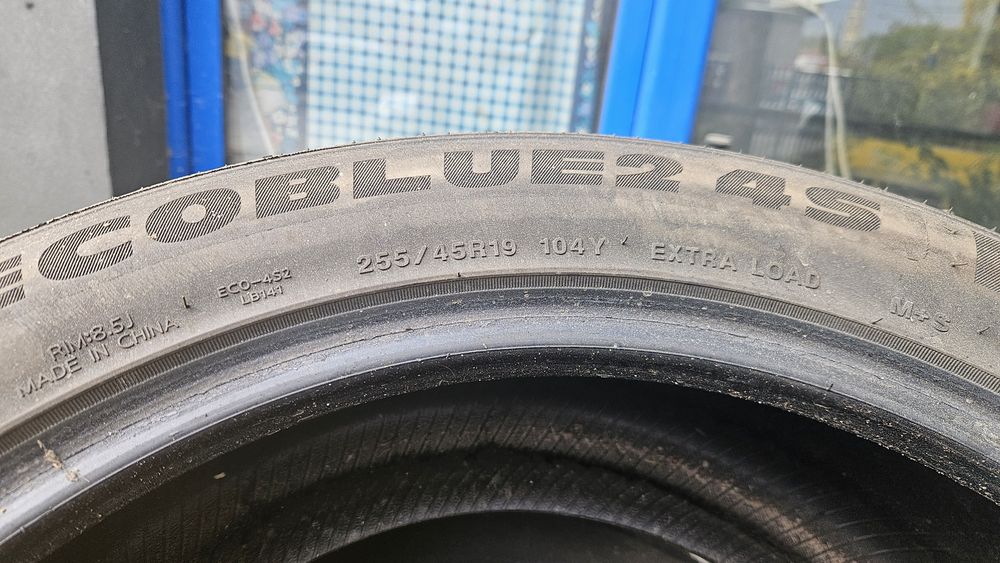 ECOBLUE2 4S
255/45R19 104Y EXTRA LOAD M+S
ECO-4S2
LB141
RIM:8.5J
MADE IN CHINA